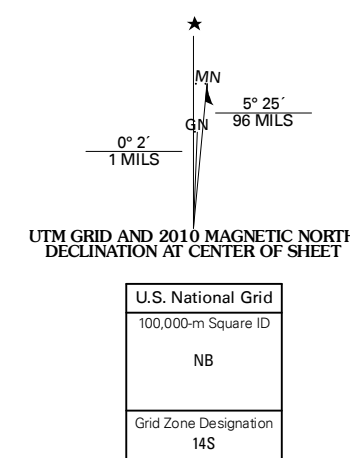 ★
MN
GN
5° 25´
96 MILS
0° 2´
1 MILS
UTM GRID AND 2010 MAGNETIC NORTH
DECLINATION AT CENTER OF SHEET
U.S. National Grid
100,000-m Square ID
NB
Grid Zone Designation
14S